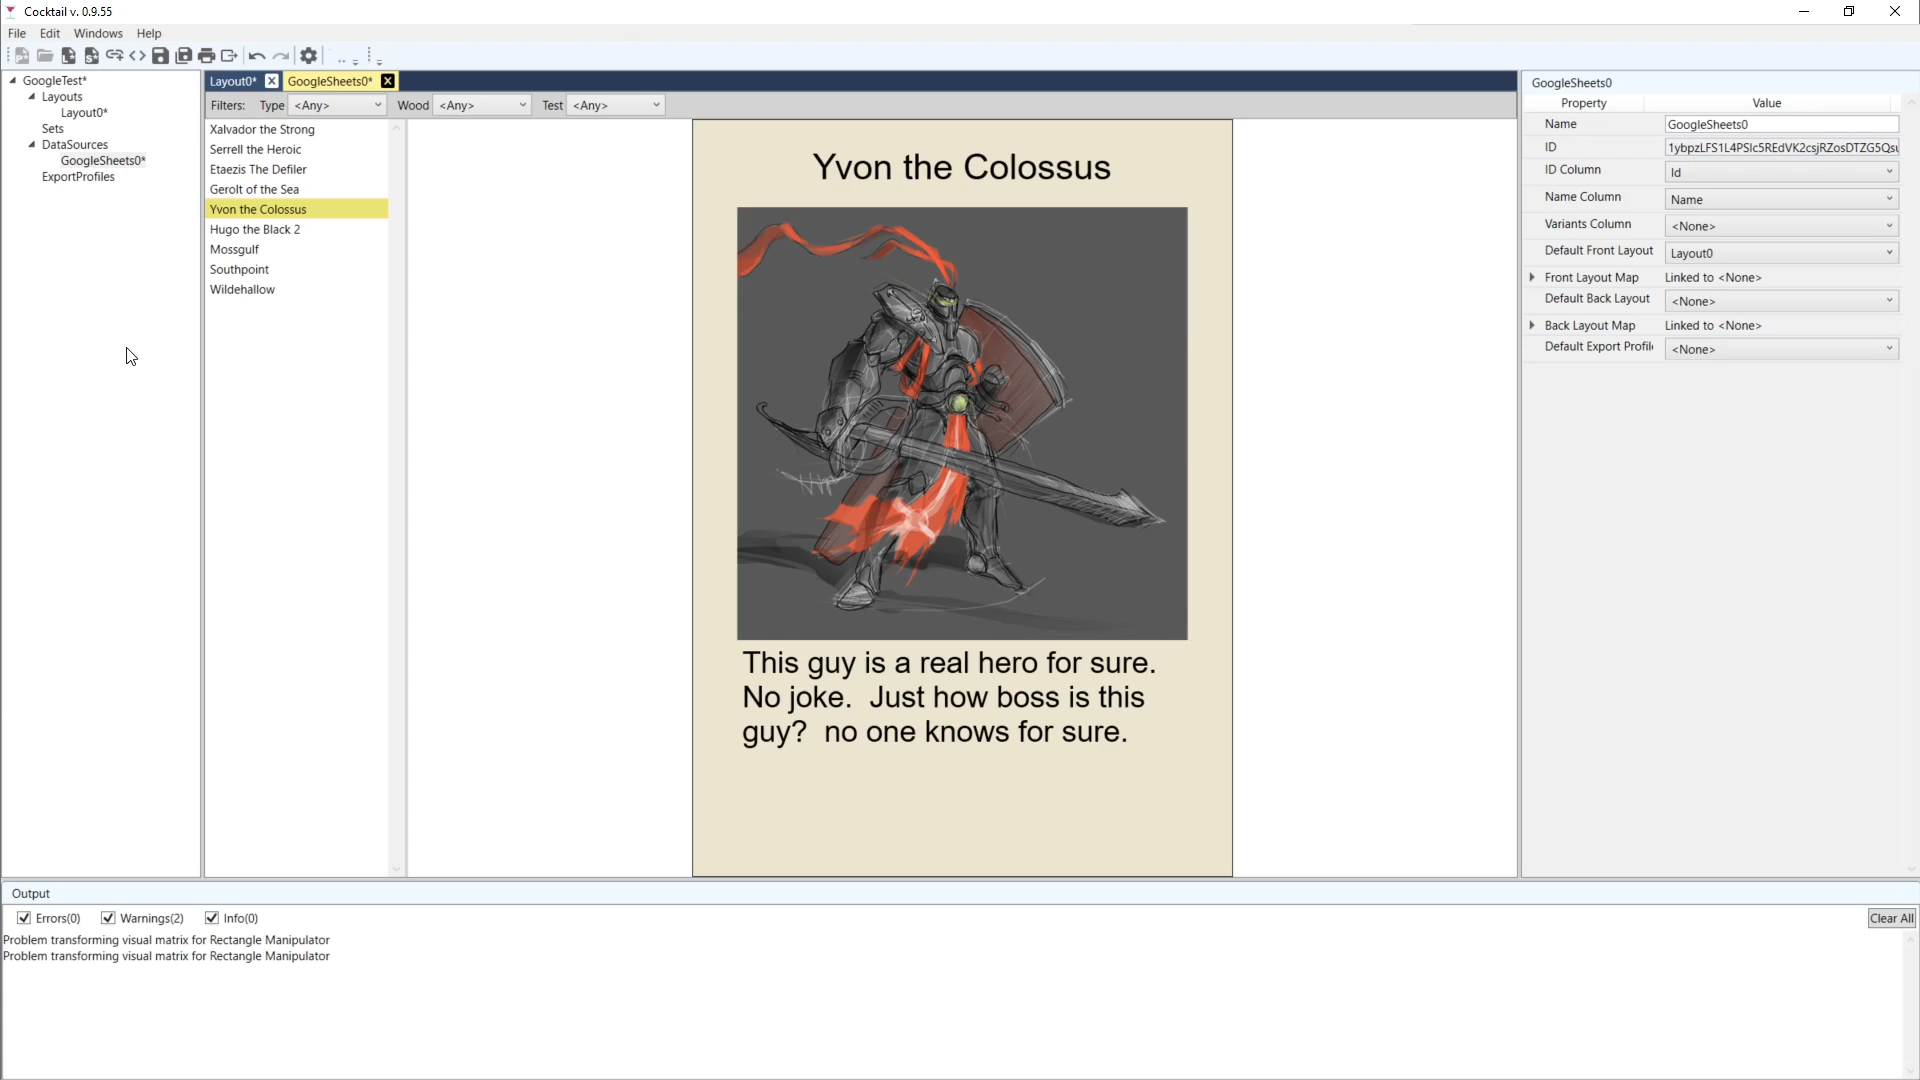 Cocktail v. 0.9.55
File Edit Windows Help
GoogleTest*
Layouts
Layout0*
Sets
DataSources
GoogleSheets0*
ExportProfiles
Layout0* GoogleSheets0*
Filters: Type <Any> Wood <Any> Test <Any>
Xalvador the Strong
Serrell the Heroic
Etaezis The Defiler
Gerolt of the Sea
Yvon the Colossus
Hugo the Black 2
Mossgulf
Southpoint
Wildehallow
Yvon the Colossus
This guy is a real hero for sure.
No joke.  Just how boss is this
guy?  no one knows for sure.
GoogleSheets0
Property Value
Name GoogleSheets0
ID 1ybpzLFS1L4PSlc5REdVK2csjRZosDTZG5Qsu
ID Column Id
Name Column Name
Variants Column <None>
Default Front Layout Layout0
Front Layout Map Linked to <None>
Default Back Layout <None>
Back Layout Map Linked to <None>
Default Export Profil <None>
Output
Errors(0) Warnings(2) Info(0) Clear All
Problem transforming visual matrix for Rectangle Manipulator
Problem transforming visual matrix for Rectangle Manipulator